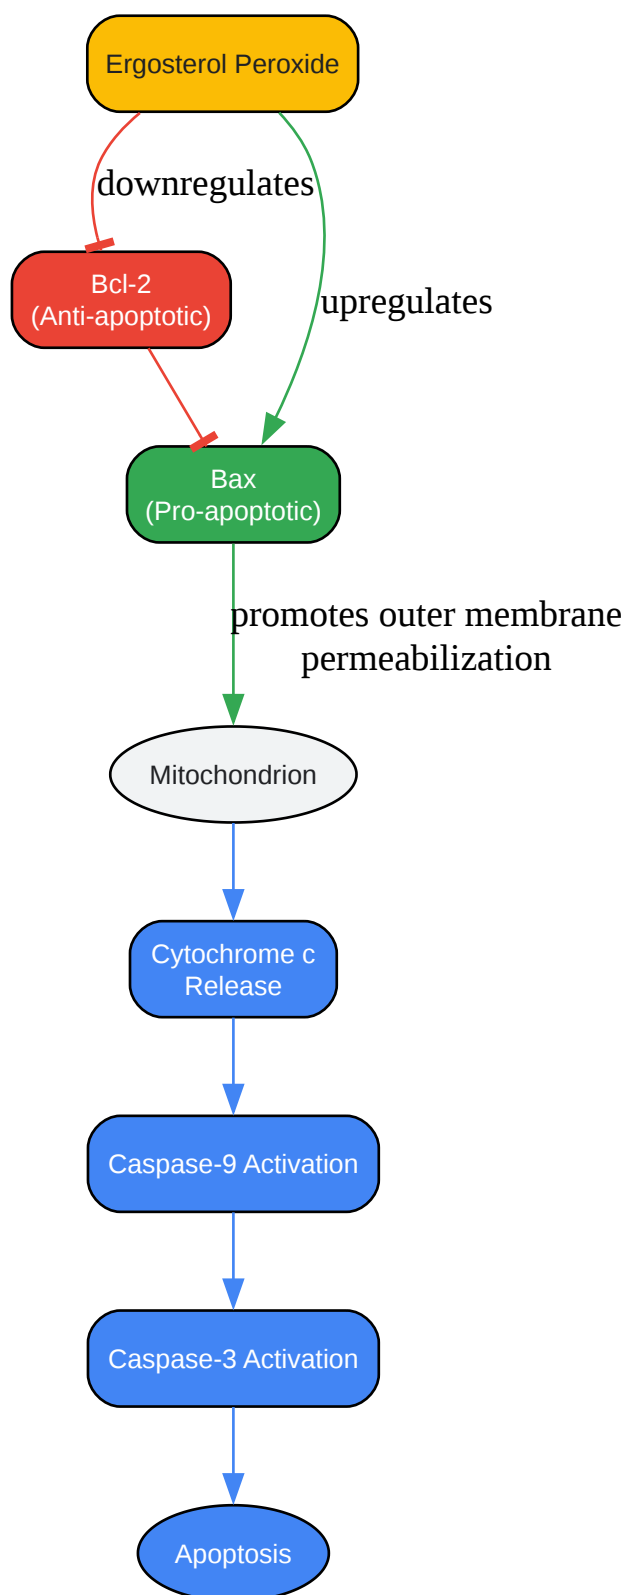 Ergosterol Peroxide
downregulates
Bcl-2
(Anti-apoptotic)
upregulates
Bax
(Pro-apoptotic)
promotes outer membrane
permeabilization
Mitochondrion
Cytochrome c
Release
Caspase-9 Activation
Caspase-3 Activation
Apoptosis